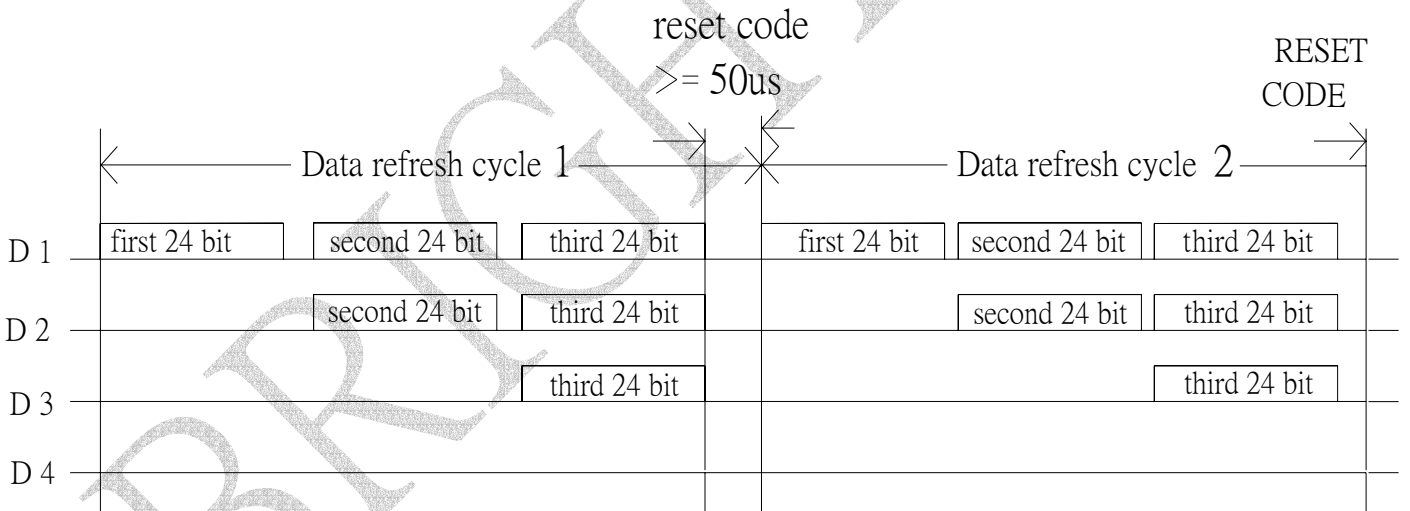 reset code
>= 50us
RESET
CODE
Data refresh cycle 1
Data refresh cycle 2
D 1
first 24 bit
second 24 bit
third 24 bit
first 24 bit
second 24 bit
third 24 bit
D 2
second 24 bit
third 24 bit
second 24 bit
third 24 bit
D 3
third 24 bit
third 24 bit
D 4
BRIGH